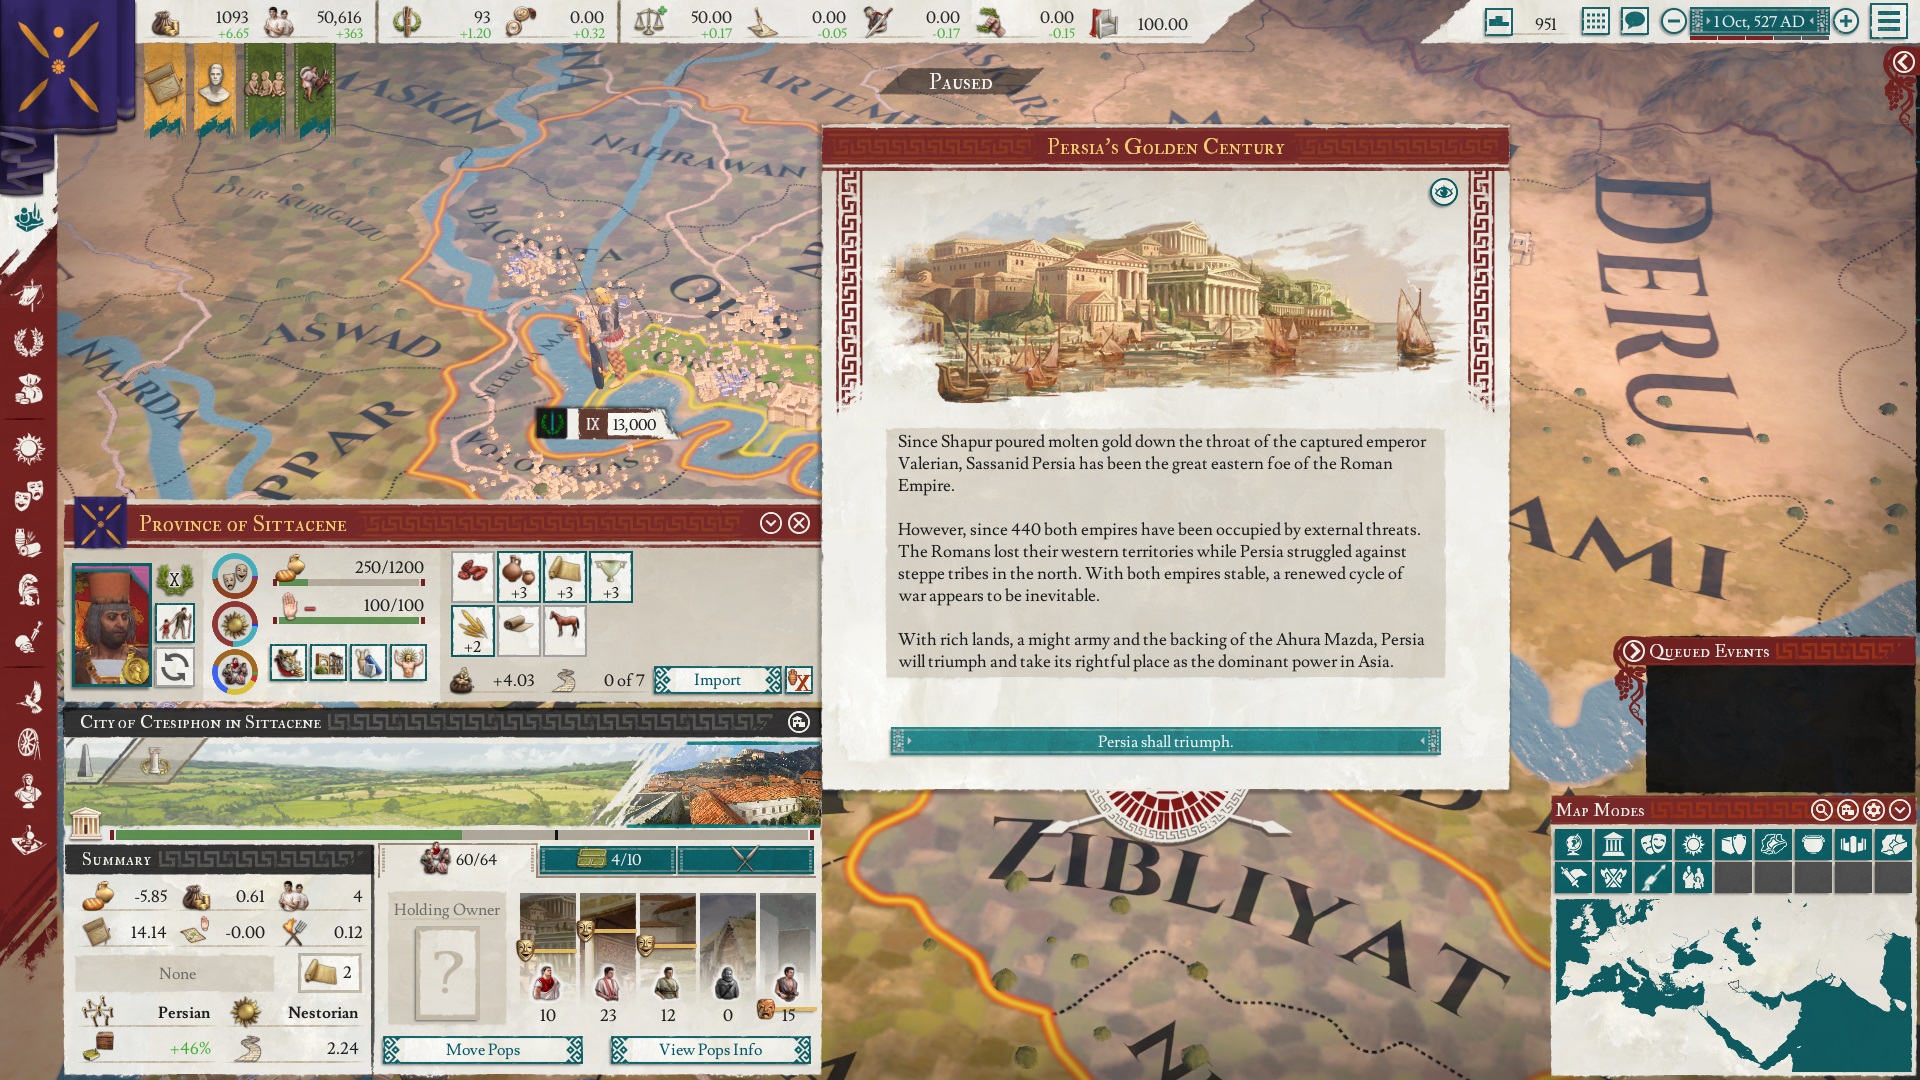 1093
+6.65
50,616
+363
93
+1.20
0.00
+0.32
50.00
+0.17
0.00
-0.05
0.00
-0.17
0.00
-0.15
100.00
951
1 Oct, 527 AD
PAUSED
MASKIN
ARTEM
NAHRAWAN
DUR-KURIGALZU
ASWAD
NAARDA
PPAR
IX 13,000
DERU
AMI
ZIBLIYAT
PERSIA'S GOLDEN CENTURY
Since Shapur poured molten gold down the throat of the captured emperor
Valerian, Sassanid Persia has been the great eastern foe of the Roman
Empire.
However, since 440 both empires have been occupied by external threats.
The Romans lost their western territories while Persia struggled against
steppe tribes in the north. With both empires stable, a renewed cycle of
war appears to be inevitable.
With rich lands, a might army and the backing of the Ahura Mazda, Persia
will triumph and take its rightful place as the dominant power in Asia.
Persia shall triumph.
PROVINCE OF SITTACENE
X
250/1200
100/100
+3
+3
+3
+2
+4.03
0 of 7
Import
X
CITY OF CTESIPHON IN SITTACENE
SUMMARY
60/64
4/10
-5.85
0.61
4
14.14
-0.00
0.12
None
2
Persian
Nestorian
+46%
2.24
Holding Owner
?
10
23
12
0
15
Move Pops
View Pops Info
QUEUED EVENTS
MAP MODES